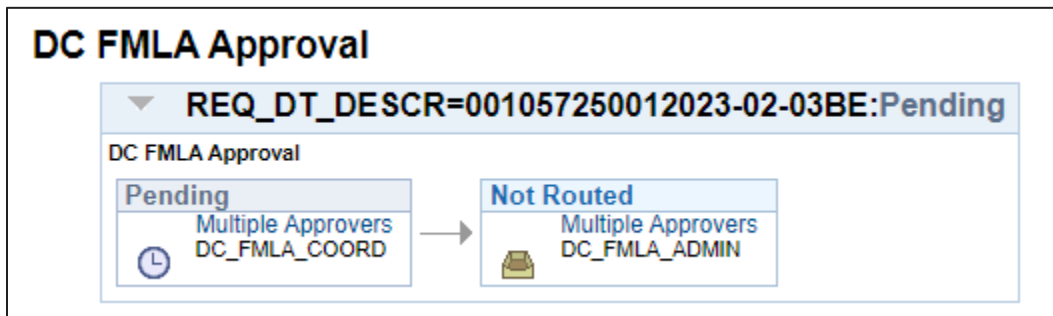 DC FMLA Approval
REQ_DT_DESCR=001057250012023-02-03BE:Pending
DC FMLA Approval
Pending
Multiple Approvers
DC_FMLA_COORD
Not Routed
Multiple Approvers
DC_FMLA_ADMIN